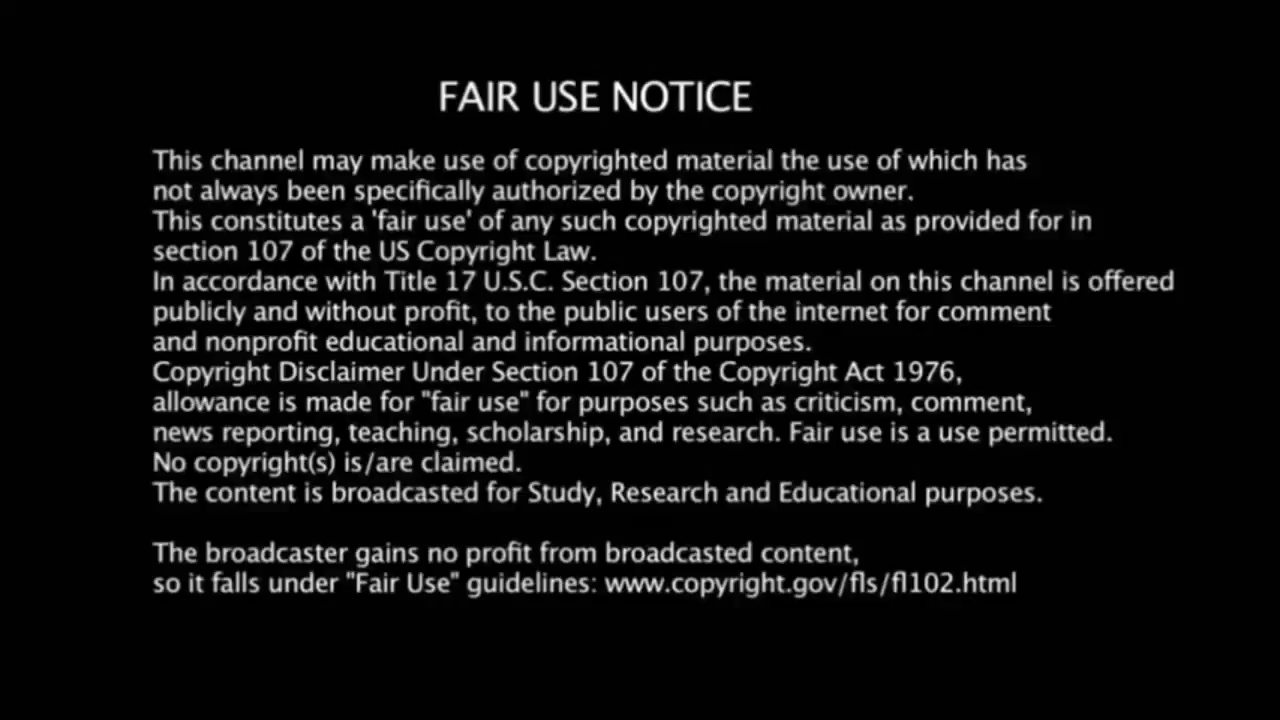 FAIR USE NOTICE
This channel may make use of copyrighted material the use of which has
not always been specifically authorized by the copyright owner.
This constitutes a 'fair use' of any such copyrighted material as provided for in
section 107 of the US Copyright Law.
In accordance with Title 17 U.S.C. Section 107, the material on this channel is offered
publicly and without profit, to the public users of the internet for comment
and nonprofit educational and informational purposes.
Copyright Disclaimer Under Section 107 of the Copyright Act 1976,
allowance is made for "fair use" for purposes such as criticism, comment,
news reporting, teaching, scholarship, and research. Fair use is a use permitted.
No copyright(s) is/are claimed.
The content is broadcasted for Study, Research and Educational purposes.
The broadcaster gains no profit from broadcasted content,
so it falls under "Fair Use" guidelines: www.copyright.gov/fls/fl102.html